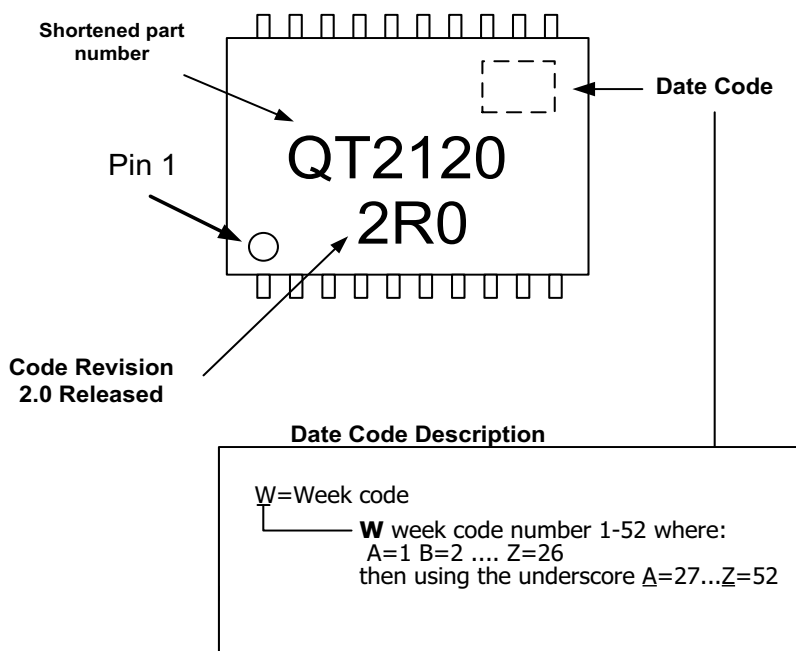 Shortened part
number
Date Code
QT2120
Pin 1
2R0
Code Revision
2.0 Released
Date Code Description
W=Week code
W week code number 1-52 where:
A=1 B=2 .... Z=26
then using the underscore A=27...Z=52